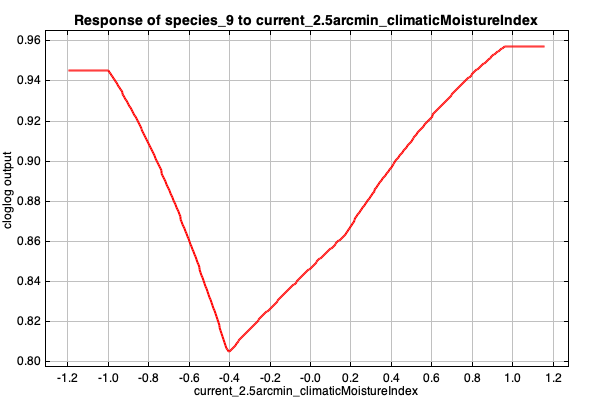 Response of species_9 to current_2.5arcmin_climaticMoistureIndex
cloglog output
0.96
0.94
0.92
0.90
0.88
0.86
0.84
0.82
0.80
-1.2 -1.0 -0.8 -0.6 -0.4 -0.2 -0.0 0.2 0.4 0.6 0.8 1.0 1.2
current_2.5arcmin_climaticMoistureIndex